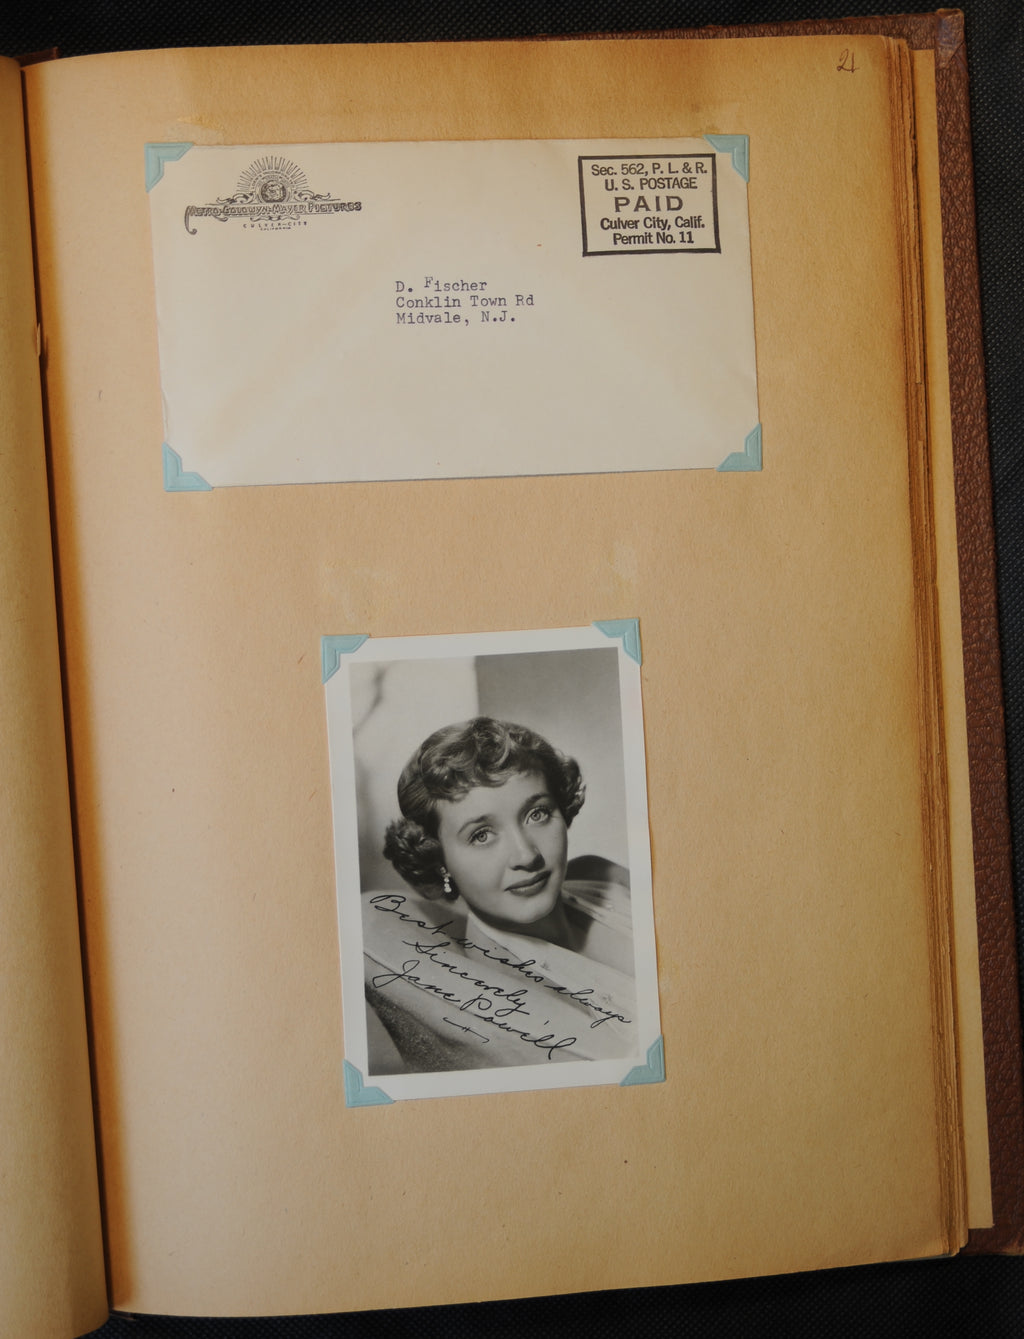 21
METRO-GOLDWYN-MAYER PICTURES
CULVER-CITY
CALIFORNIA
Sec. 562, P. L. & R.
U. S. POSTAGE
PAID
Culver City, Calif.
Permit No. 11
D. Fischer
Conklin Town Rd
Midvale, N.J.
Best wishes always
Sincerely,
Jane Powell